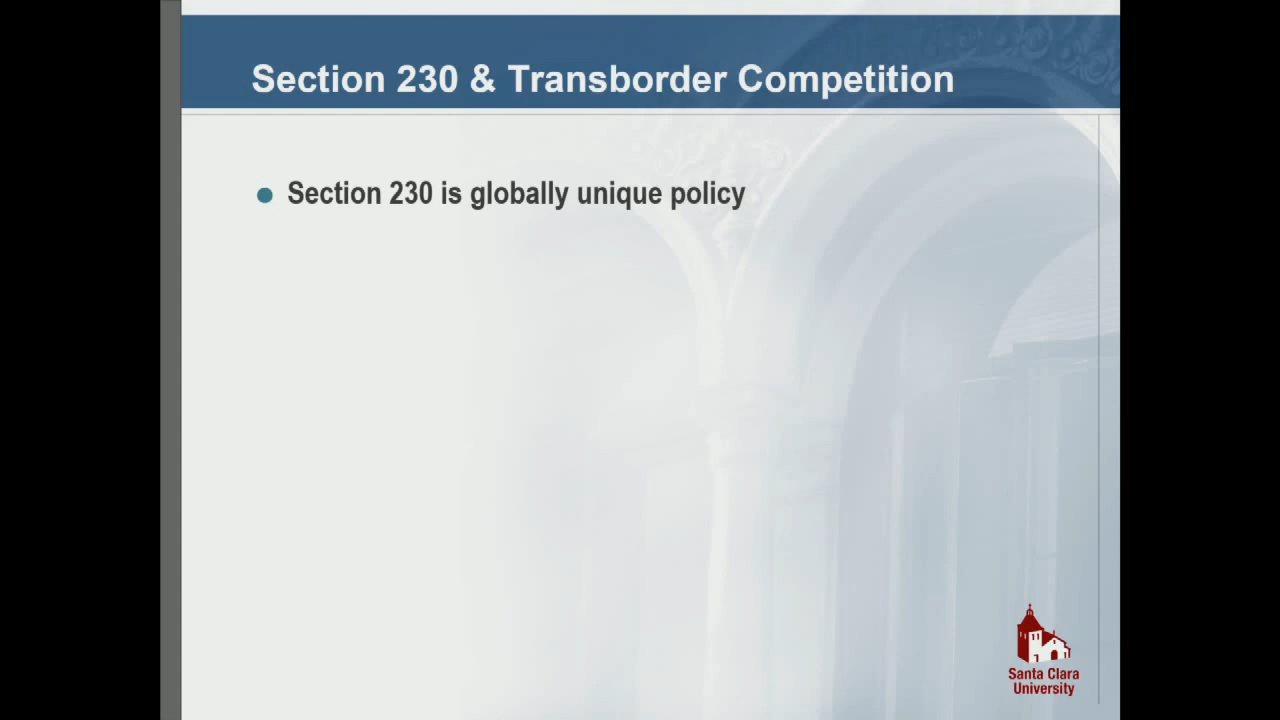 Section 230 & Transborder Competition
Section 230 is globally unique policy
Santa Clara
University